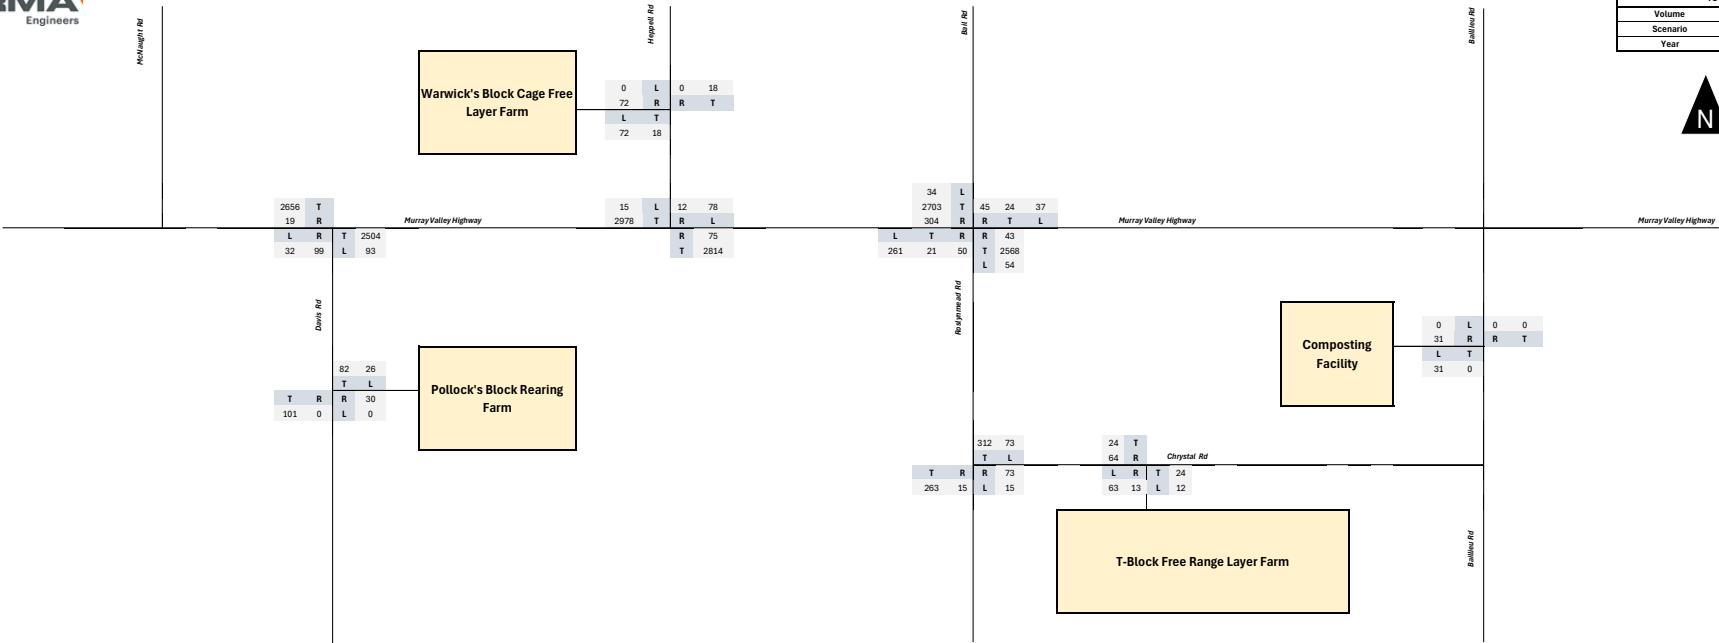 Engineers
Volume
Scenario
Year
N
McNaught Rd
Heppell Rd
Ball Rd
Baillieu Rd
Warwick's Block Cage Free
Layer Farm
0 L 0 18
72 R R T
L T
72 18
2656 T
19 R
L R T 2504
32 99 L 93
Murray Valley Highway
15 L 12 78
2978 T R L
R 75
T 2814
34 L
2703 T 45 24 37
304 R R T L
L T R R 43
261 21 50 T 2568
L 54
Murray Valley Highway
Murray Valley Highway
Davis Rd
Roslynmead Rd
Composting
Facility
0 L 0 0
31 R R T
L T
31 0
82 26
T L
T R R 30
101 0 L 0
Pollock's Block Rearing
Farm
312 73
T L
T R R 73
263 15 L 15
24 T
64 R
L R T 24
63 13 L 12
Chrystal Rd
T-Block Free Range Layer Farm
Baillieu Rd